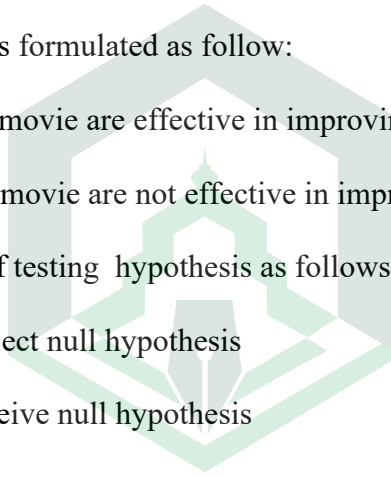 s formulated as follow:
movie are effective in improvin
movie are not effective in impr
f testing hypothesis as follows
ect null hypothesis
eive null hypothesis